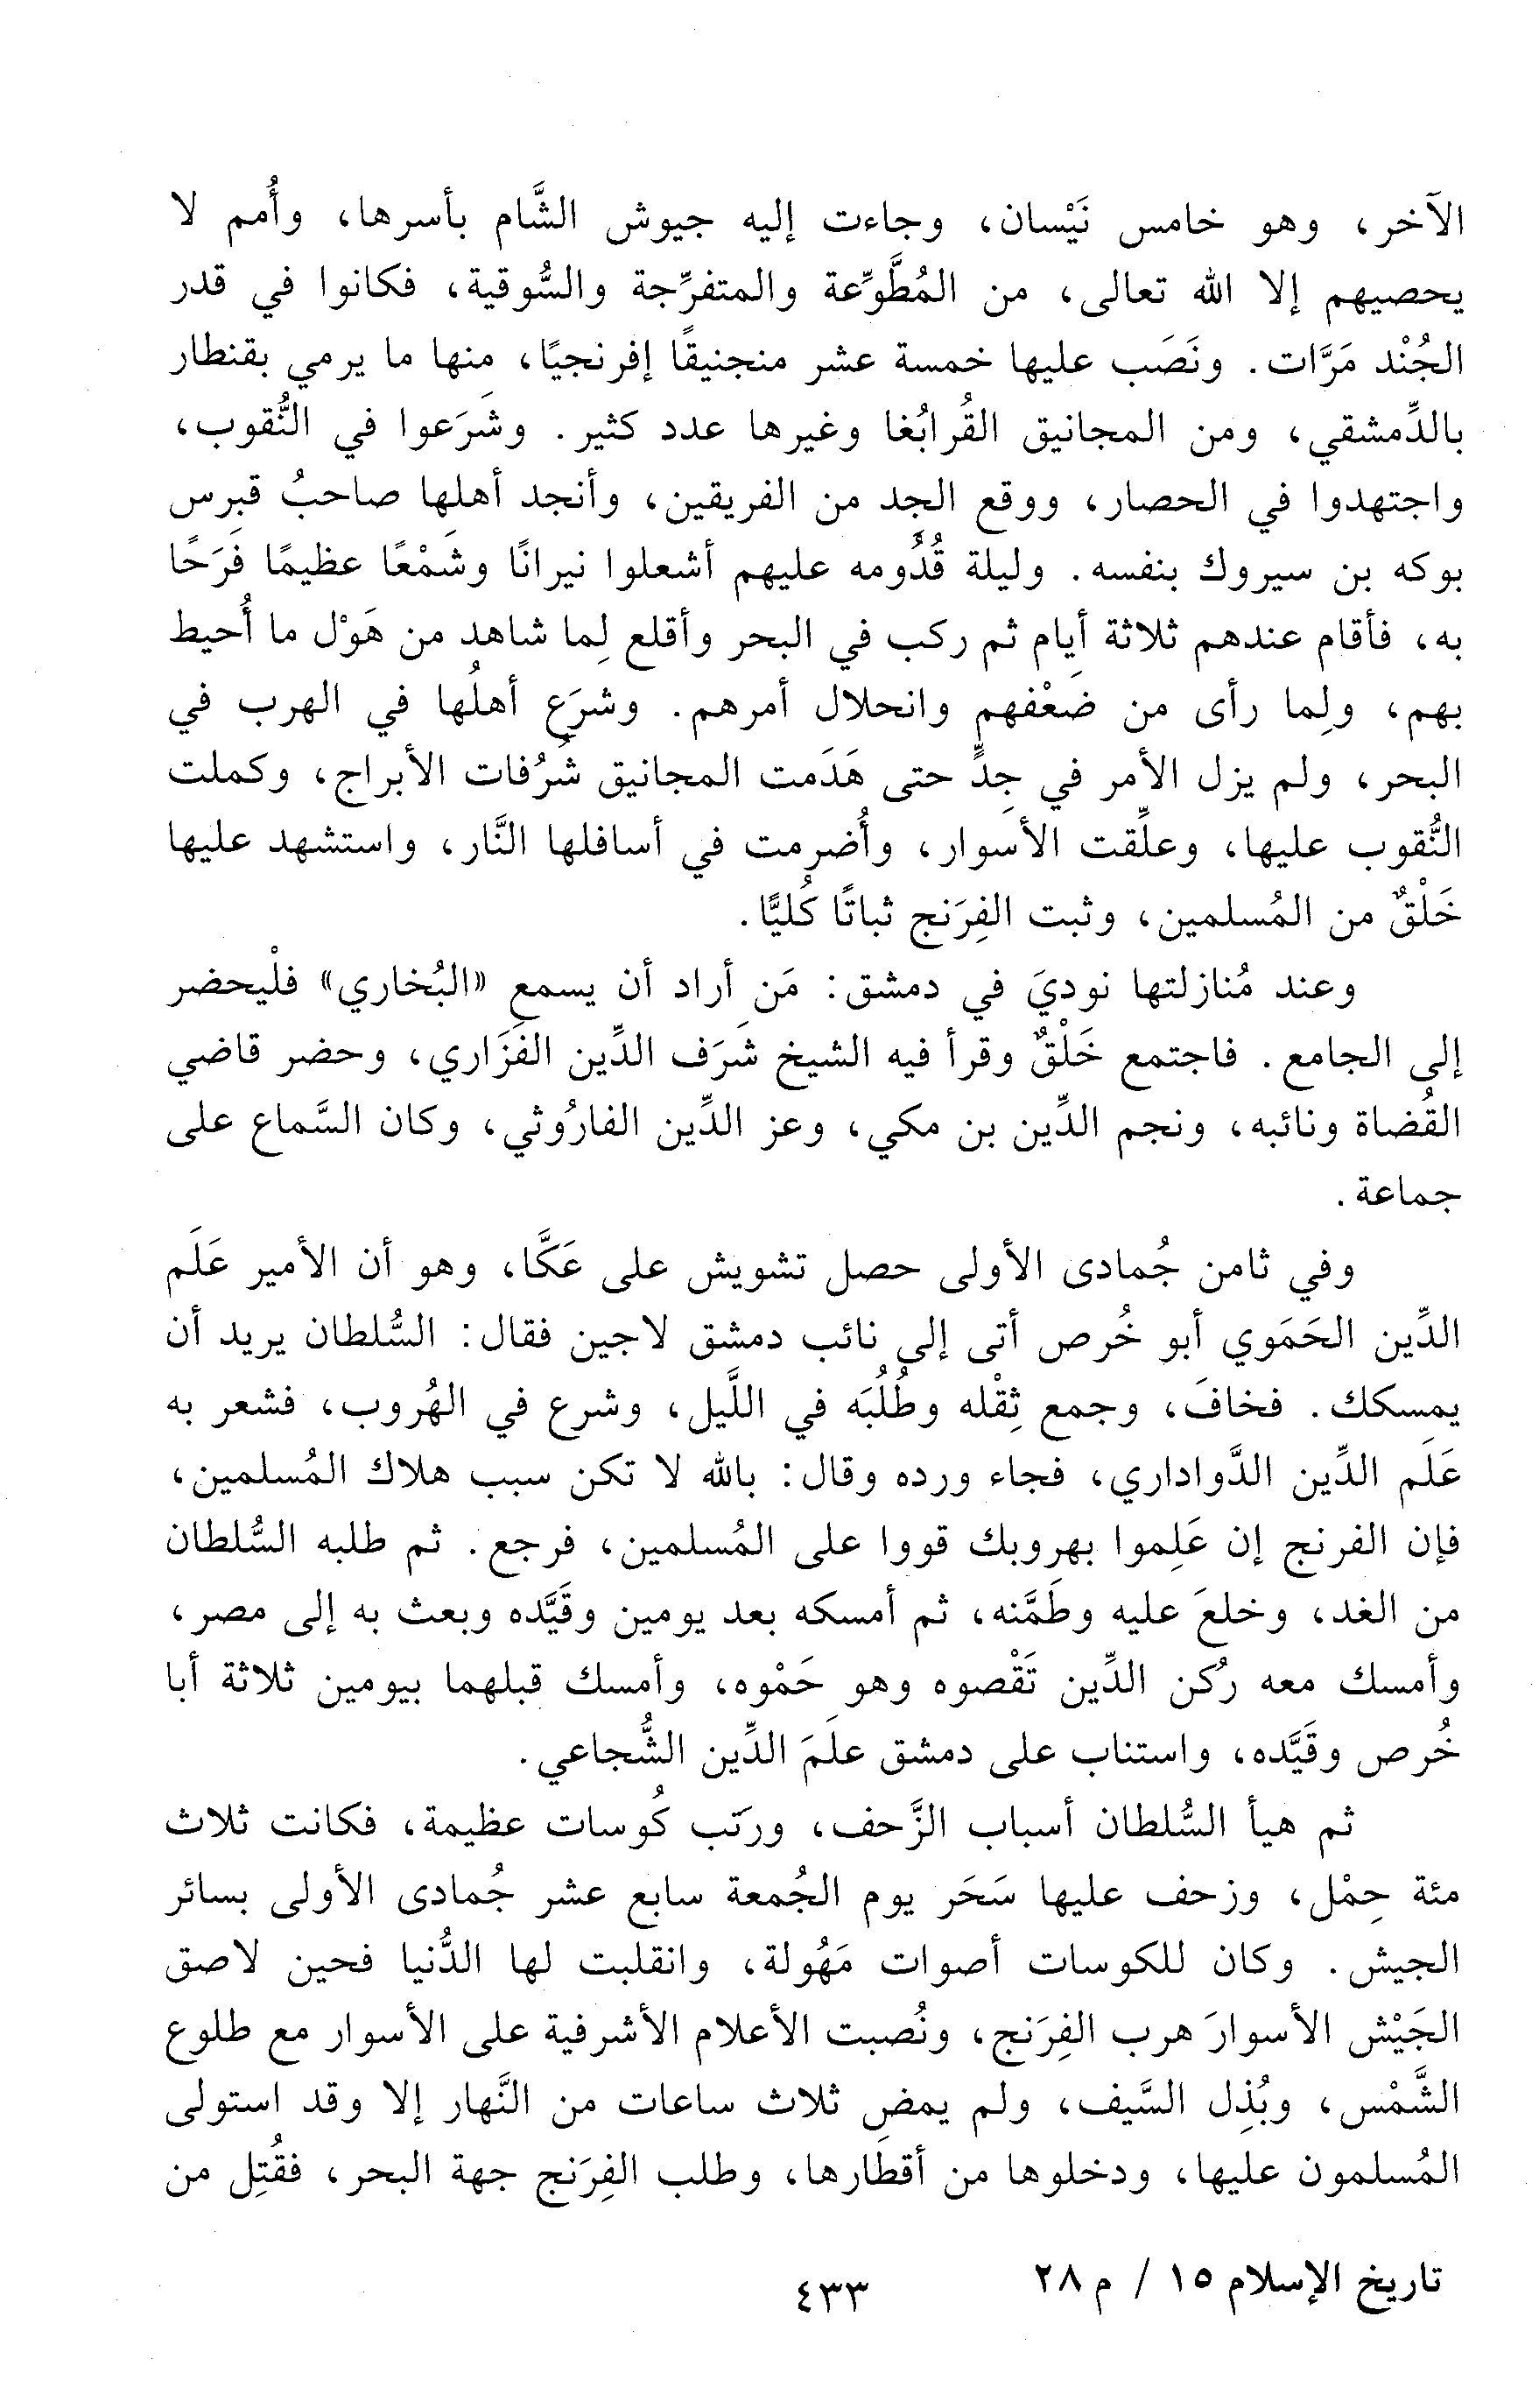 الآخر، وهو خامس نَيْسان، وجاءت إليه جيوش الشَّام بأسرها، وأُمم لا
يحصيهم إلا الله تعالى، من المُطَّوِّعة والمتفرِّجة والسُّوقية، فكانوا في قدر
الجُنْد مَرَّات. ونَصَب عليها خمسة عشر منجنيقًا إفرنجيًا، منها ما يرمي بقنطار
بالدِّمشقي، ومن المجانيق القُرابُغا وغيرها عدد كثير. وشَرَعوا في النُّقوب،
واجتهدوا في الحصار، ووقع الجد من الفريقين، وأنجد أهلها صاحبُ قبرس
بوكه بن سيروك بنفسه. وليلة قُدُومه عليهم أشعلوا نيرانًا وشَمْعًا عظيمًا فَرَحًا
به، فأقام عندهم ثلاثة أيام ثم ركب في البحر وأقلع لِما شاهد من هَوْل ما أُحيط
بهم، ولِما رأى من ضَعْفهم وانحلال أمرهم. وشرَع أهلُها في الهرب في
البحر، ولم يزل الأمر في جِدٍّ حتى هَدَمت المجانيق شُرُفات الأبراج، وكملت
النُّقوب عليها، وعلِّقت الأسوار، وأُضرِمت في أسافلها النَّار، واستشهد عليها
خَلْقٌ من المُسلمين، وثبت الفِرَنج ثباتًا كُليًّا.
وعند مُنازلتها نوديَ في دمشق: مَن أراد أن يسمع «البُخاري» فلْيحضر
إلى الجامع. فاجتمع خَلْقٌ وقرأ فيه الشيخ شَرَف الدِّين الفَزَاري، وحضر قاضي
القُضاة ونائبه، ونجم الدِّين بن مكي، وعز الدِّين الفارُوثي، وكان السَّماع على
جماعة.
وفي ثامن جُمادى الأولى حصل تشويش على عَكَّا، وهو أن الأمير عَلَم
الدِّين الحَمَوي أبو خُرص أتى إلى نائب دمشق لاجين فقال: السُّلطان يريد أن
يمسكك. فخافَ، وجمع ثِقْله وطُلُبَه في اللَّيل، وشرع في الهُروب، فشعر به
عَلَم الدِّين الدَّواداري، فجاء ورده وقال: بالله لا تكن سبب هلاك المُسلمين،
فإن الفرنج إن عَلِموا بهروبك قووا على المُسلمين، فرجع. ثم طلبه السُّلطان
من الغد، وخلعَ عليه وطَمَّنه، ثم أمسكه بعد يومين وقَيَّده وبعث به إلى مصر،
وأمسك معه رُكن الدِّين تَقْصوه وهو حَمْوه، وأمسك قبلهما بيومين ثلاثة أبا
خُرص وقَيَّده، واستناب على دمشق علَمَ الدِّين الشُّجاعي.
ثم هيأ السُّلطان أسباب الزَّحف، ورتَب كُوسات عظيمة، فكانت ثلاث
مئة حِمْل، وزحف عليها سَحَر يوم الجُمعة سابع عشر جُمادى الأولى بسائر
الجيش. وكان للكوسات أصوات مَهُولة، وانقلبت لها الدُّنيا فحين لاصق
الجَيْش الأسوارَ هرب الفِرَنج، ونُصبت الأعلام الأشرفية على الأسوار مع طلوع
الشَّمْس، وبُذِل السَّيف، ولم يمضِ ثلاث ساعات من النَّهار إلا وقد استولى
المُسلمون عليها، ودخلوها من أقطارها، وطلب الفِرَنج جهة البحر، فقُتِل من
تاريخ الإسلام ١٥ / م ٢٨
٤٣٣